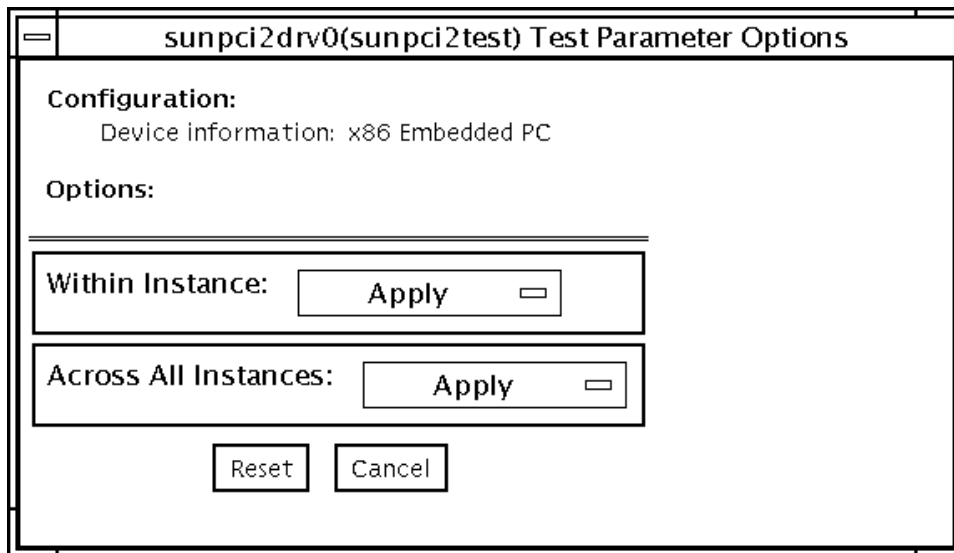 sunpci2drv0(sunpci2test) Test Parameter Options
Configuration:
Device information: x86 Embedded PC
Options:
Within Instance: Apply
Across All Instances: Apply
Reset Cancel